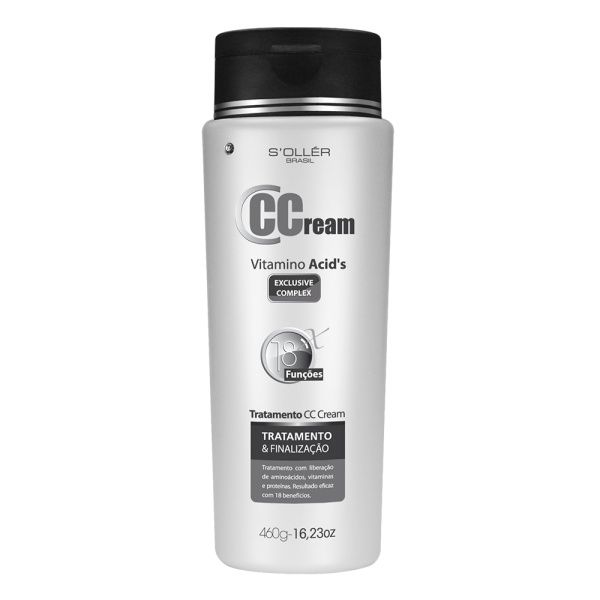 S'OLLÉR
BRASIL
CCream
Vitamino Acid's
EXCLUSIVE
COMPLEX
18x
Funções
Tratamento CC Cream
TRATAMENTO
& FINALIZAÇÃO
Tratamento com liberação
de aminoácidos, vitaminas
e proteínas. Resultado eficaz
com 18 benefícios.
460g-16,23oz